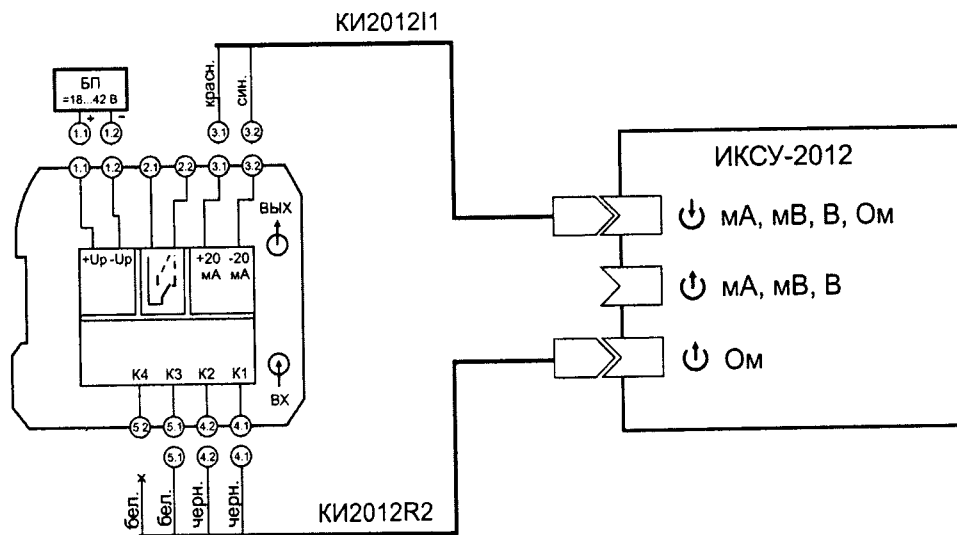 КИ2012I1
БП
=18...42 В
+ -
1.1 1.2
красн.
син.
3.1 3.2
1.1 1.2 2.1 2.2 3.1 3.2
ВЫХ
+Up -Up
+20 мА
-20 мА
К4 К3 К2 К1
ВХ
5.2 5.1 4.2 4.1
5.1 4.2 4.1
x
бел.
бел.
черн.
черн.
КИ2012R2
ИКСУ-2012
мА, мВ, В, Ом
мА, мВ, В
Ом